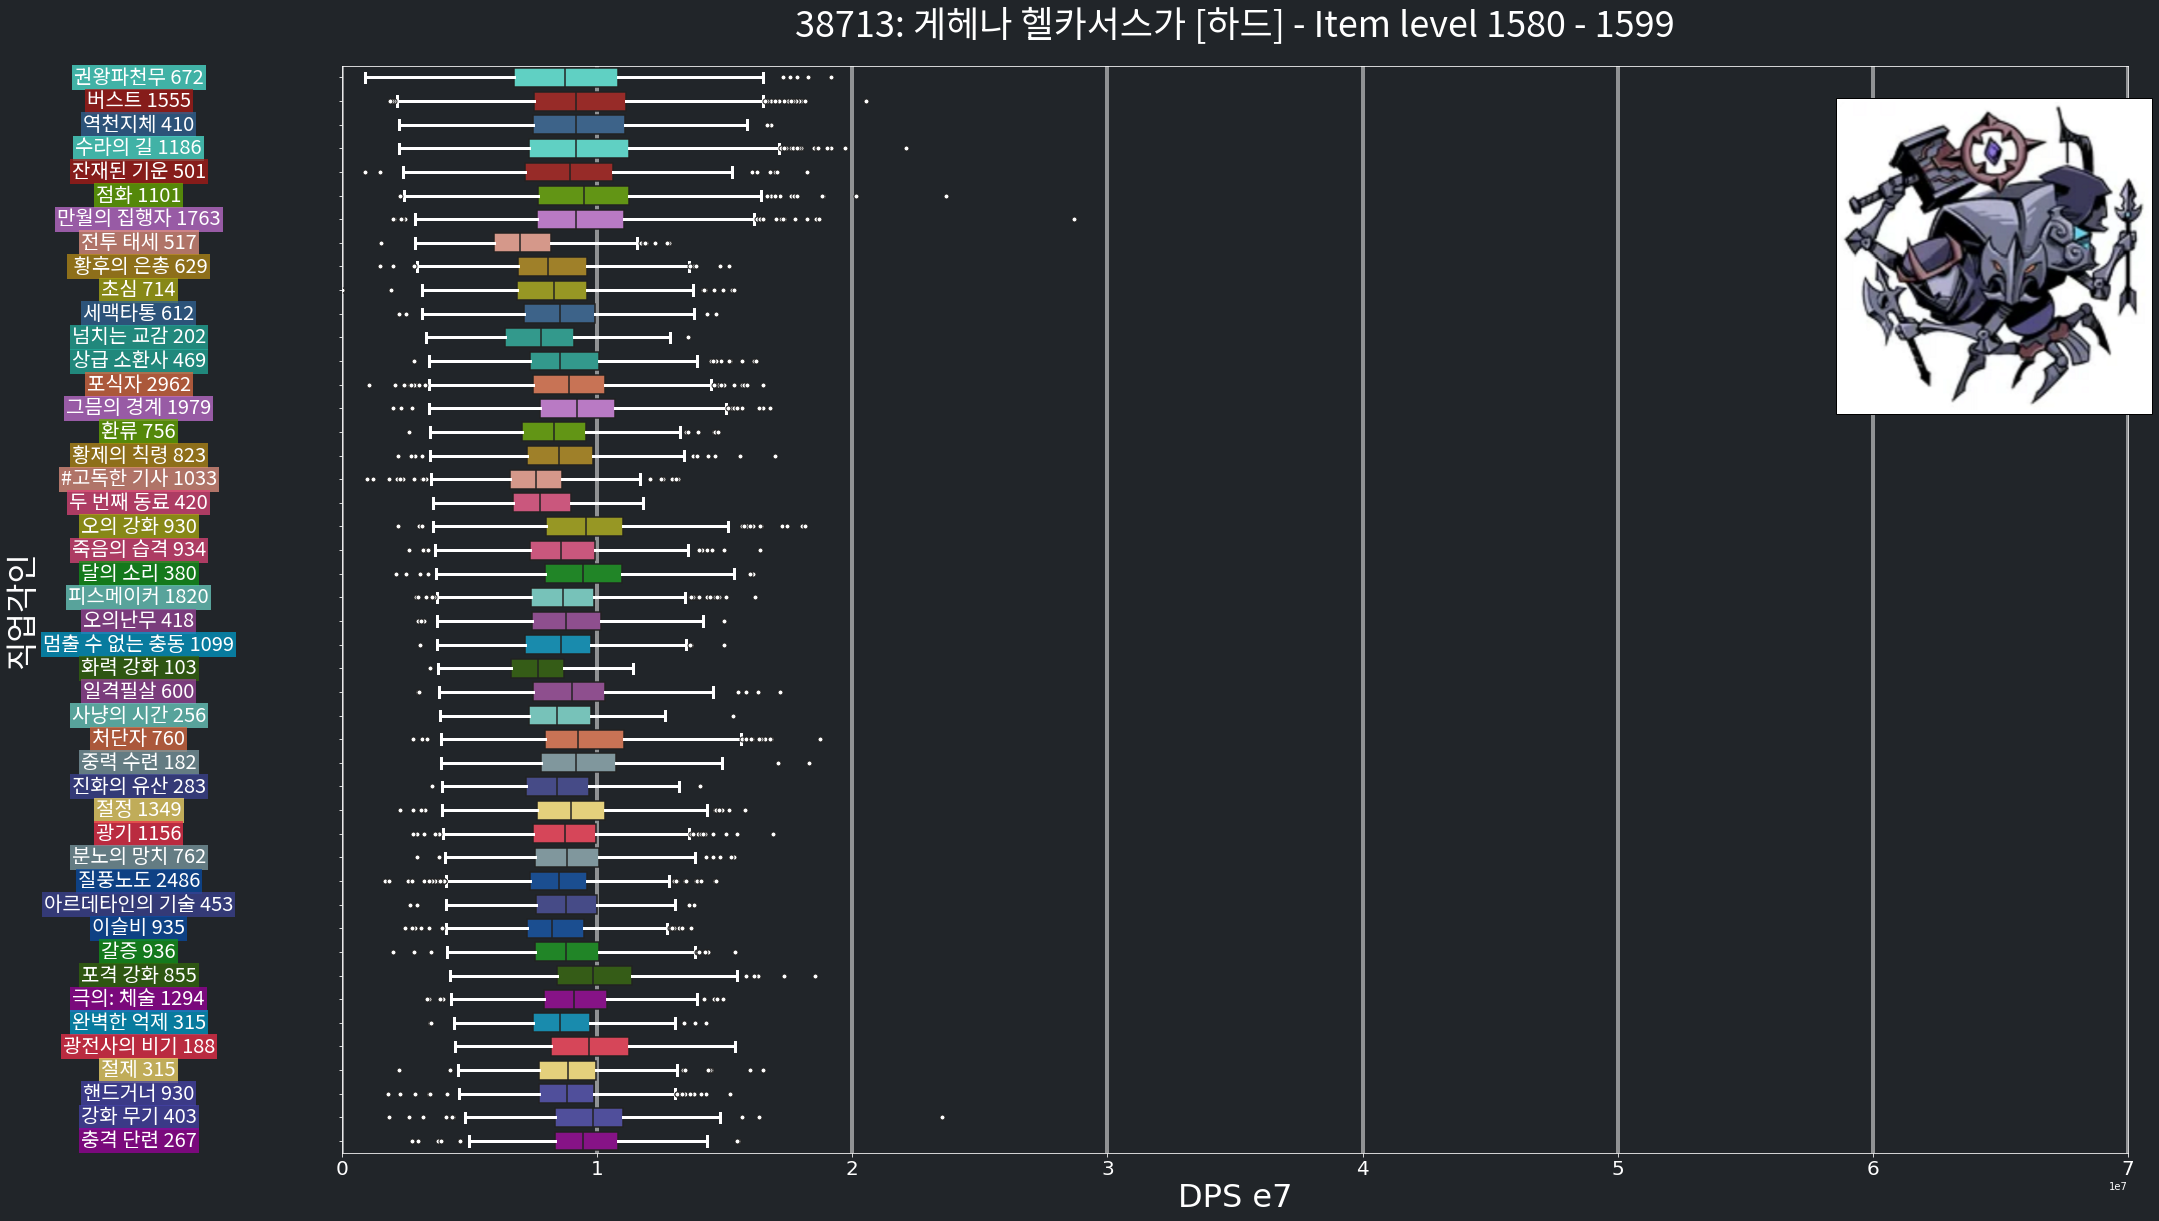 38713: 게헤나 헬카서스가 [하드] - Item level 1580 - 1599
권왕파천무 672
버스트 1555
역천지체 410
수라의 길 1186
잔재된 기운 501
점화 1101
만월의 집행자 1763
전투 태세 517
황후의 은총 629
초심 714
세맥타통 612
넘치는 교감 202
상급 소환사 469
포식자 2962
그믐의 경계 1979
환류 756
황제의 칙령 823
#고독한 기사 1033
두 번째 동료 420
오의 강화 930
죽음의 습격 934
달의 소리 380
피스메이커 1820
오의난무 418
멈출 수 없는 충동 1099
화력 강화 103
일격필살 600
사냥의 시간 256
처단자 760
중력 수련 182
진화의 유산 283
절정 1349
광기 1156
분노의 망치 762
질풍노도 2486
아르데타인의 기술 453
이슬비 935
갈증 936
포격 강화 855
극의: 체술 1294
완벽한 억제 315
광전사의 비기 188
절제 315
핸드거너 930
강화 무기 403
충격 단련 267
직업각인
0 1 2 3 4 5 6 7
1e7
DPS e7